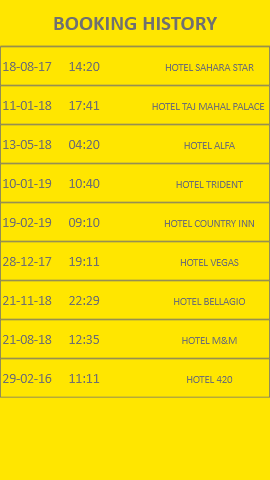 BOOKING HISTORY
18-08-17 14:20 HOTEL SAHARA STAR
11-01-18 17:41 HOTEL TAJ MAHAL PALACE
13-05-18 04:20 HOTEL ALFA
10-01-19 10:40 HOTEL TRIDENT
19-02-19 09:10 HOTEL COUNTRY INN
28-12-17 19:11 HOTEL VEGAS
21-11-18 22:29 HOTEL BELLAGIO
21-08-18 12:35 HOTEL M&M
29-02-16 11:11 HOTEL 420